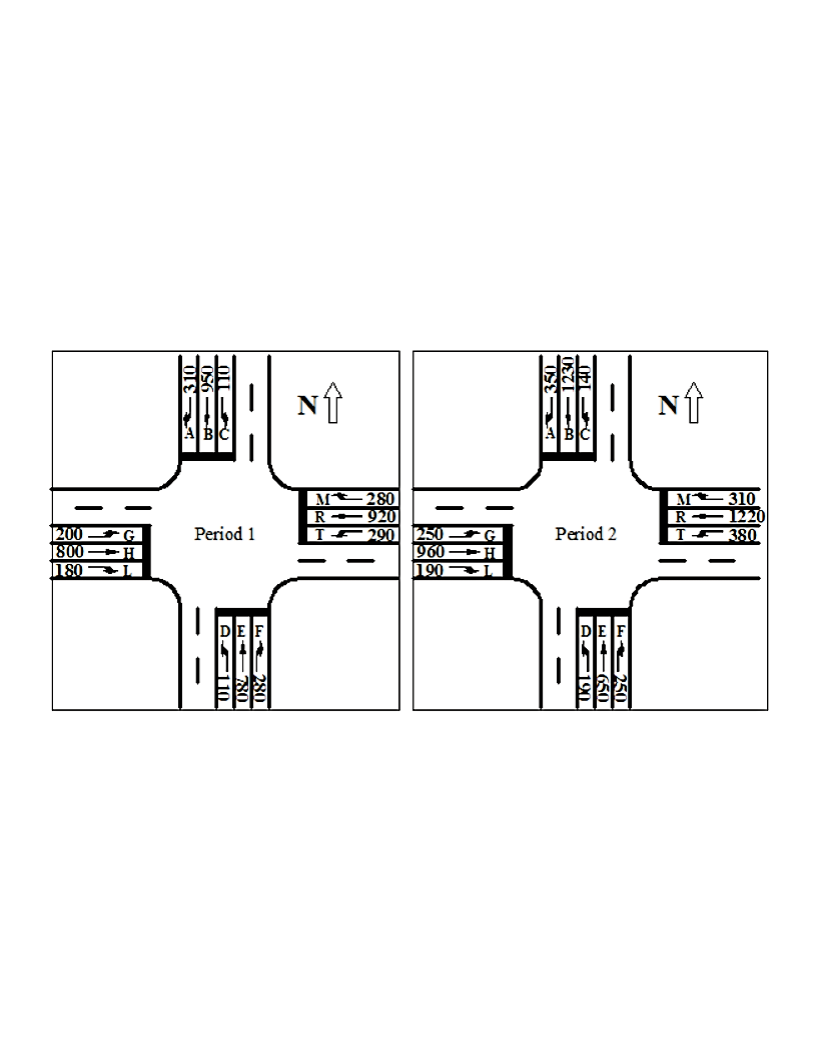 310 950 110
A B C
N
M 280
R 920
T 290
Period 1
200 G
800 H
180 L
D E F
110 780 280
350 1230 140
A B C
N
M 310
R 1220
T 380
Period 2
250 G
960 H
190 L
D E F
190 650 250